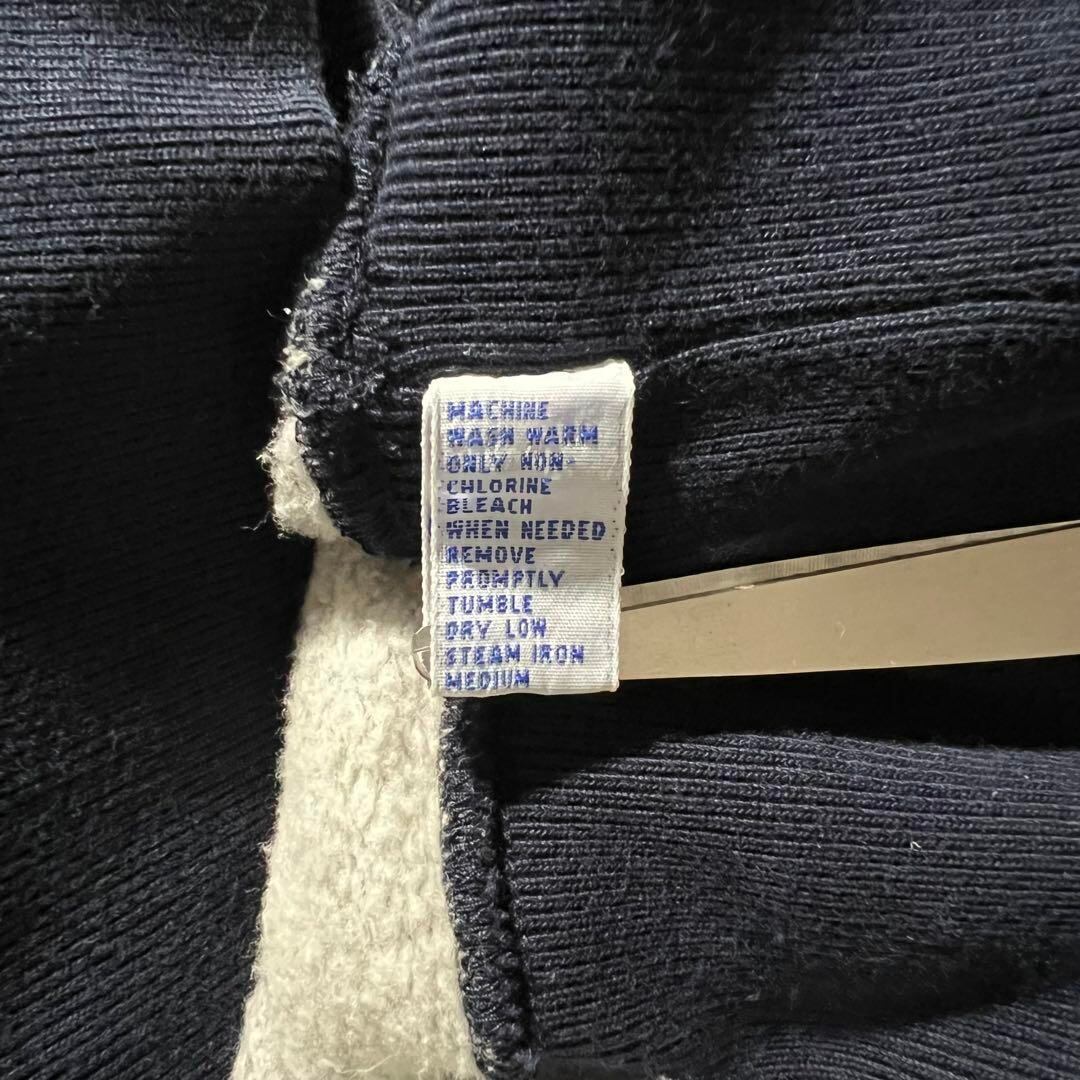 MACHINE
WASH WARM
ONLY NON-
CHLORINE
BLEACH
WHEN NEEDED
REMOVE
PROMPTLY
TUMBLE
DRY LOW
STEAM IRON
MEDIUM